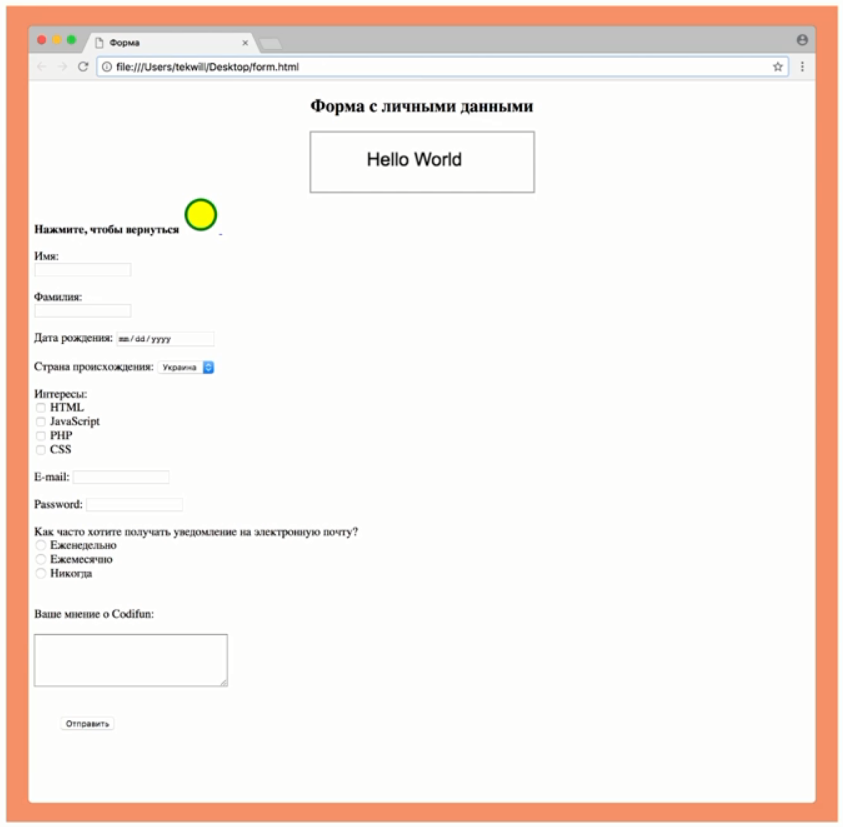 Форма
file:///Users/tekwill/Desktop/form.html
Форма с личными данными
Hello World
Нажмите, чтобы вернуться
Имя:
Фамилия:
Дата рождения: mm/dd/yyyy
Страна происхождения: Украина
Интересы:
HTML
JavaScript
PHP
CSS
E-mail:
Password:
Как часто хотите получать уведомление на электронную почту?
Еженедельно
Ежемесячно
Никогда
Ваше мнение о Codifun:
Отправить